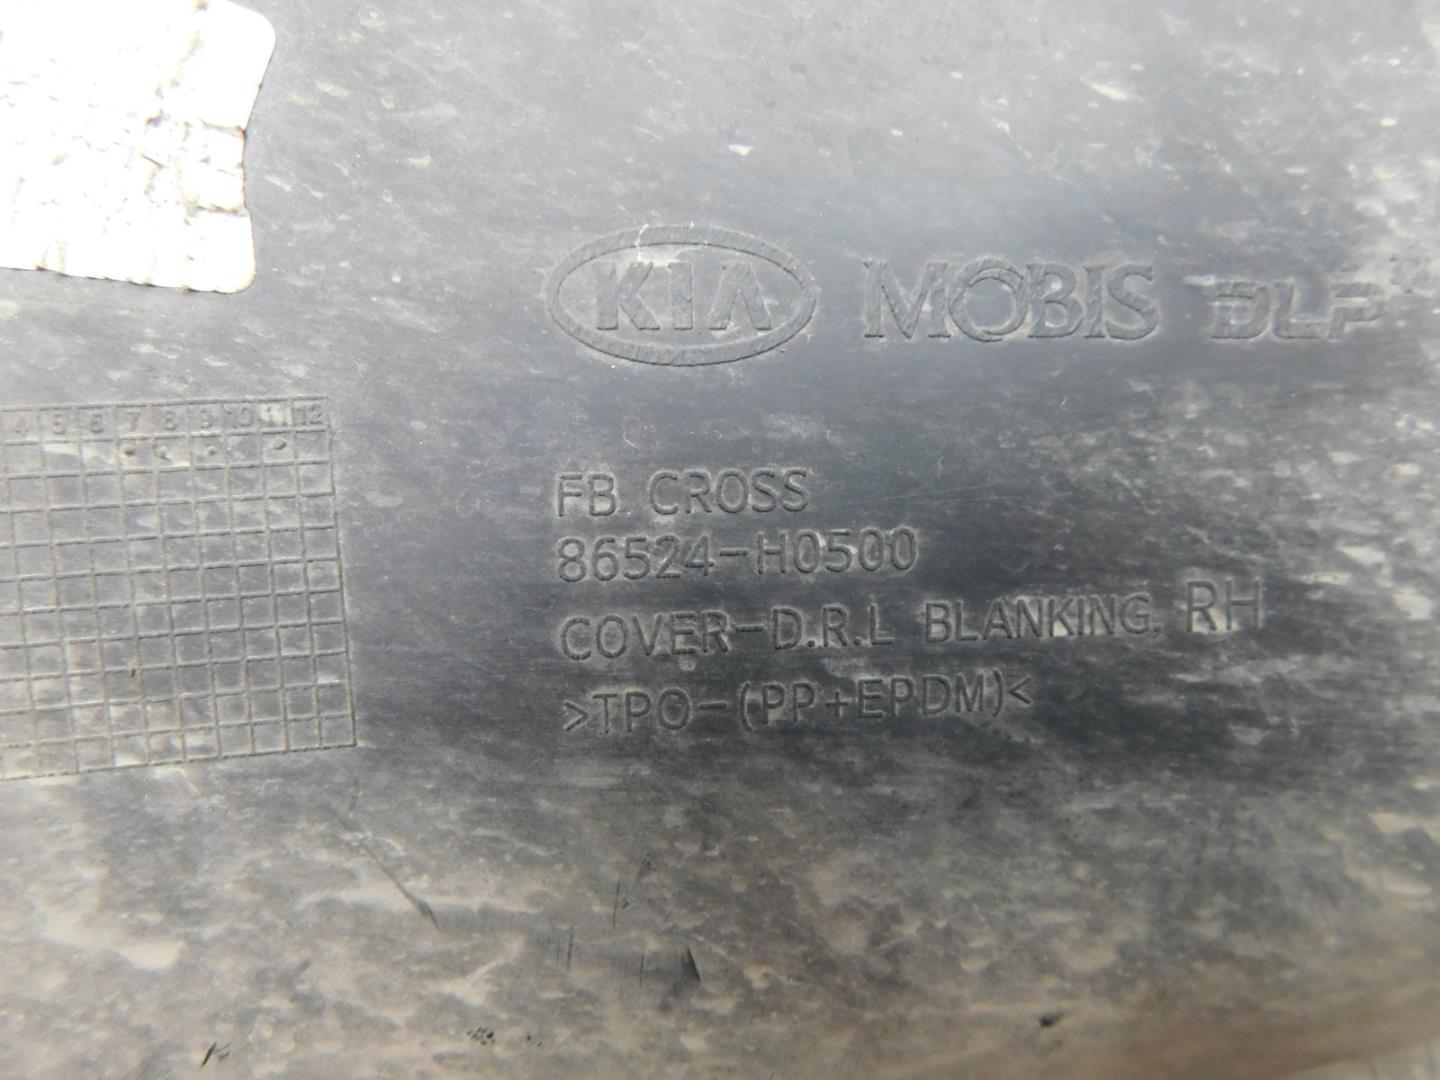 KIA MOBIS DLP
4 5 6 7 8 9 10 11 12
FB CROSS
86524-H0500
COVER-D.R.L BLANKING, RH
>TPO-(PP+EPDM)<